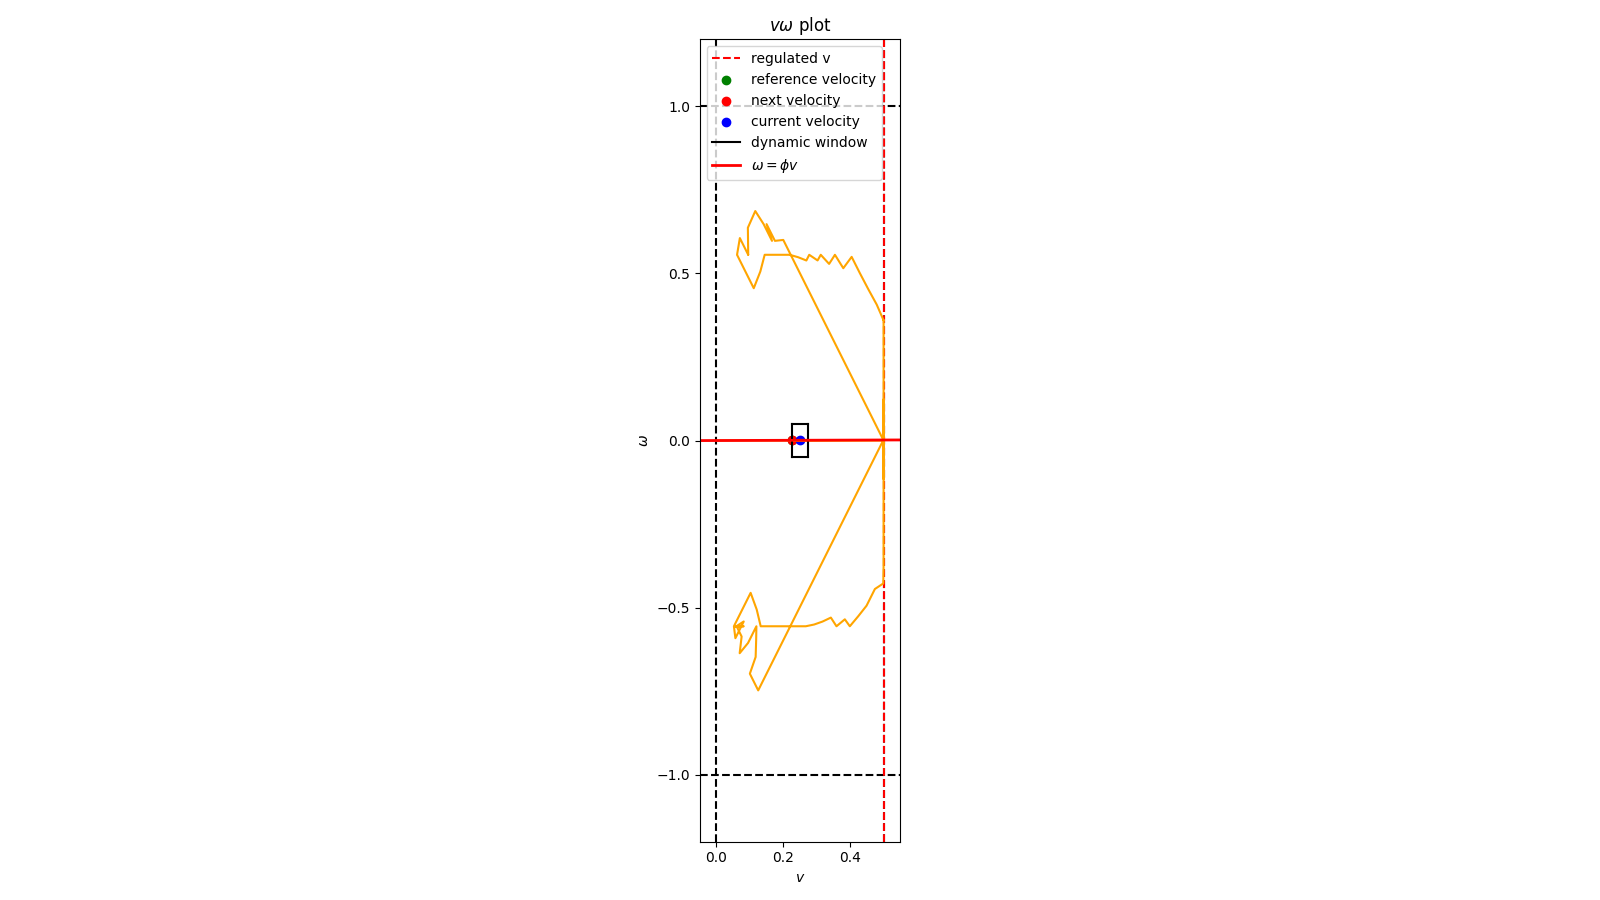 vω plot
regulated v
reference velocity
next velocity
current velocity
dynamic window
ω = ϕv
1.0
0.5
0.0
−0.5
−1.0
ω
0.0 0.2 0.4
v